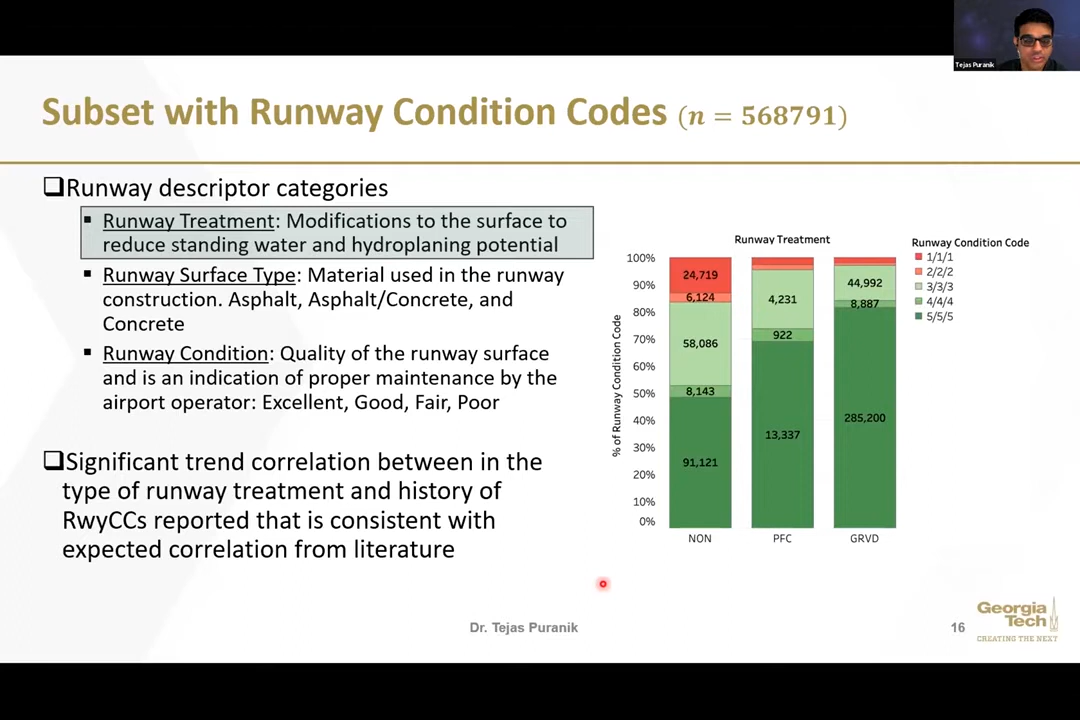 Tejas Puranik
Subset with Runway Condition Codes (n = 568791)
❑Runway descriptor categories
▪ Runway Treatment: Modifications to the surface to
reduce standing water and hydroplaning potential
▪ Runway Surface Type: Material used in the runway
construction. Asphalt, Asphalt/Concrete, and
Concrete
▪ Runway Condition: Quality of the runway surface
and is an indication of proper maintenance by the
airport operator: Excellent, Good, Fair, Poor
❑Significant trend correlation between in the
type of runway treatment and history of
RwyCCs reported that is consistent with
expected correlation from literature
Runway Treatment
% of Runway Condition Code
100%
90%
80%
70%
60%
50%
40%
30%
20%
10%
0%
24,719
6,124
58,086
8,143
91,121
4,231
922
13,337
44,992
8,887
285,200
NON
PFC
GRVD
Runway Condition Code
1/1/1
2/2/2
3/3/3
4/4/4
5/5/5
Dr. Tejas Puranik
16
Georgia
Tech
CREATING THE NEXT